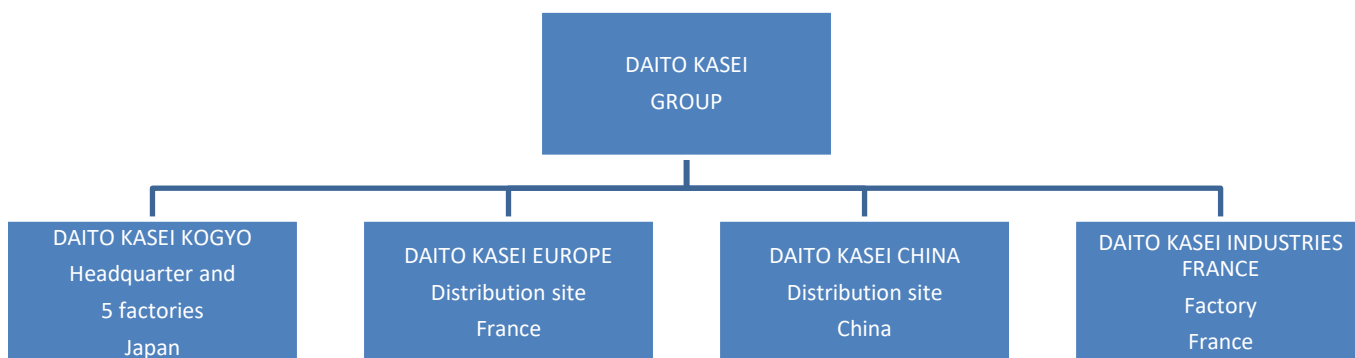 DAITO KASEI
GROUP
DAITO KASEI KOGYO
Headquarter and
5 factories
Japan
DAITO KASEI EUROPE
Distribution site
France
DAITO KASEI CHINA
Distribution site
China
DAITO KASEI INDUSTRIES
FRANCE
Factory
France